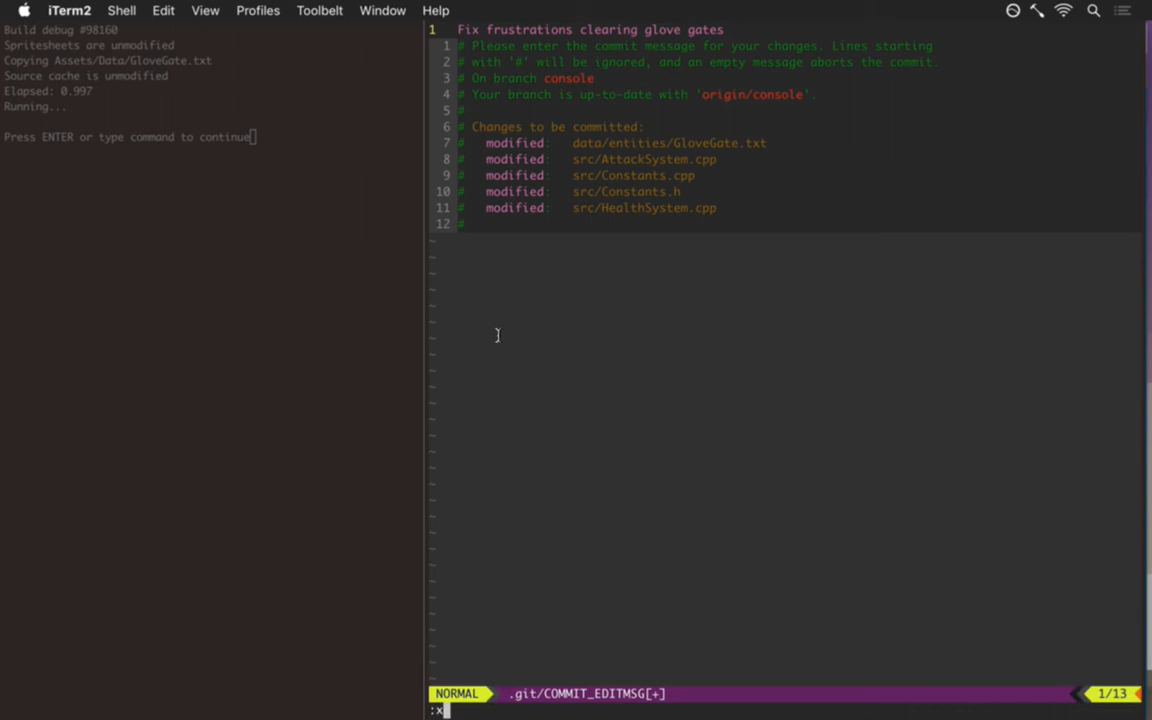 iTerm2 Shell Edit View Profiles Toolbelt Window Help
Build debug #98160
Spritesheets are unmodified
Copying Assets/Data/GloveGate.txt
Source cache is unmodified
Elapsed: 0.997
Running...
Press ENTER or type command to continue
1 Fix frustrations clearing glove gates
1 # Please enter the commit message for your changes. Lines starting
2 # with '#' will be ignored, and an empty message aborts the commit.
3 # On branch console
4 # Your branch is up-to-date with 'origin/console'.
5 #
6 # Changes to be committed:
7 # modified: data/entities/GloveGate.txt
8 # modified: src/AttackSystem.cpp
9 # modified: src/Constants.cpp
10 # modified: src/Constants.h
11 # modified: src/HealthSystem.cpp
12 #
NORMAL .git/COMMIT_EDITMSG[+] 1/13
:x